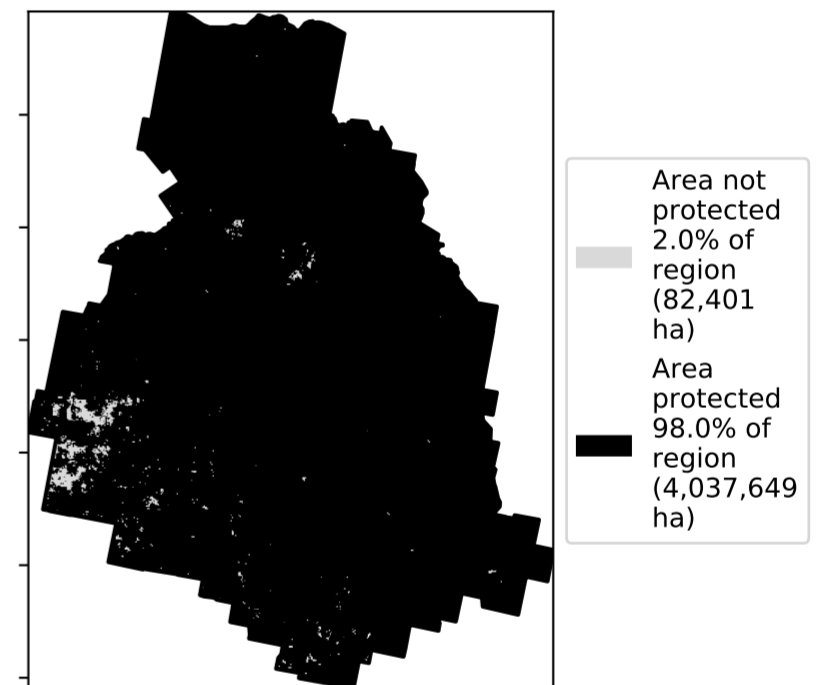 Area not
protected
2.0% of
region
(82,401
ha)
Area
protected
98.0% of
region
(4,037,649
ha)